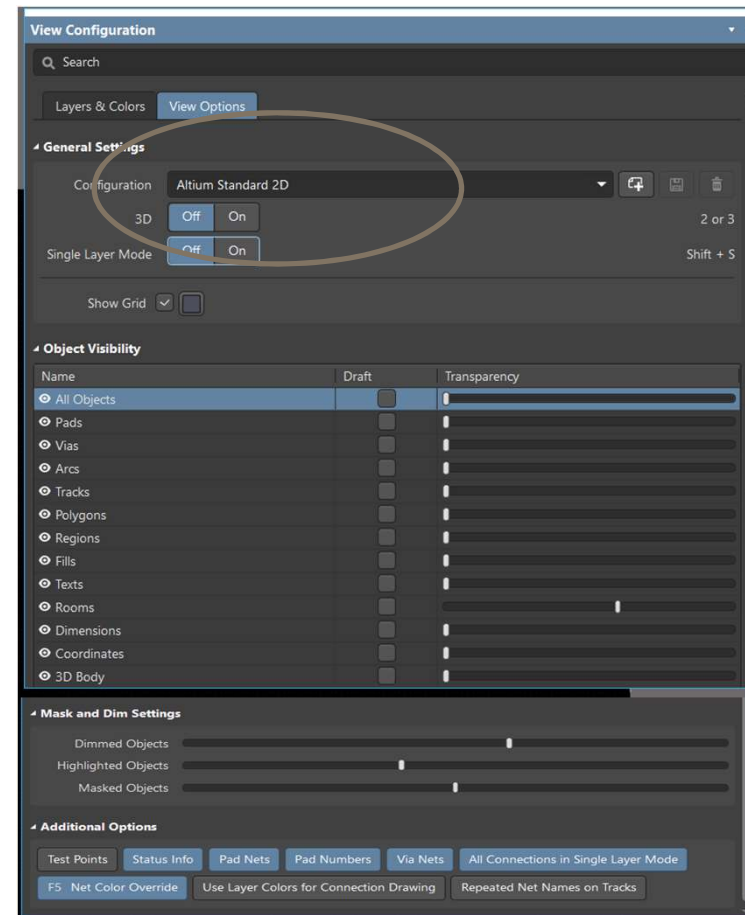 View Configuration
Search
Layers & Colors View Options
General Settings
Configuration Altium Standard 2D
3D Off On 2 or 3
Single Layer Mode Off On Shift + S
Show Grid
Object Visibility
Name Draft Transparency
All Objects
Pads
Vias
Arcs
Tracks
Polygons
Regions
Fills
Texts
Rooms
Dimensions
Coordinates
3D Body
Mask and Dim Settings
Dimmed Objects
Highlighted Objects
Masked Objects
Additional Options
Test Points Status Info Pad Nets Pad Numbers Via Nets All Connections in Single Layer Mode
F5 Net Color Override Use Layer Colors for Connection Drawing Repeated Net Names on Tracks